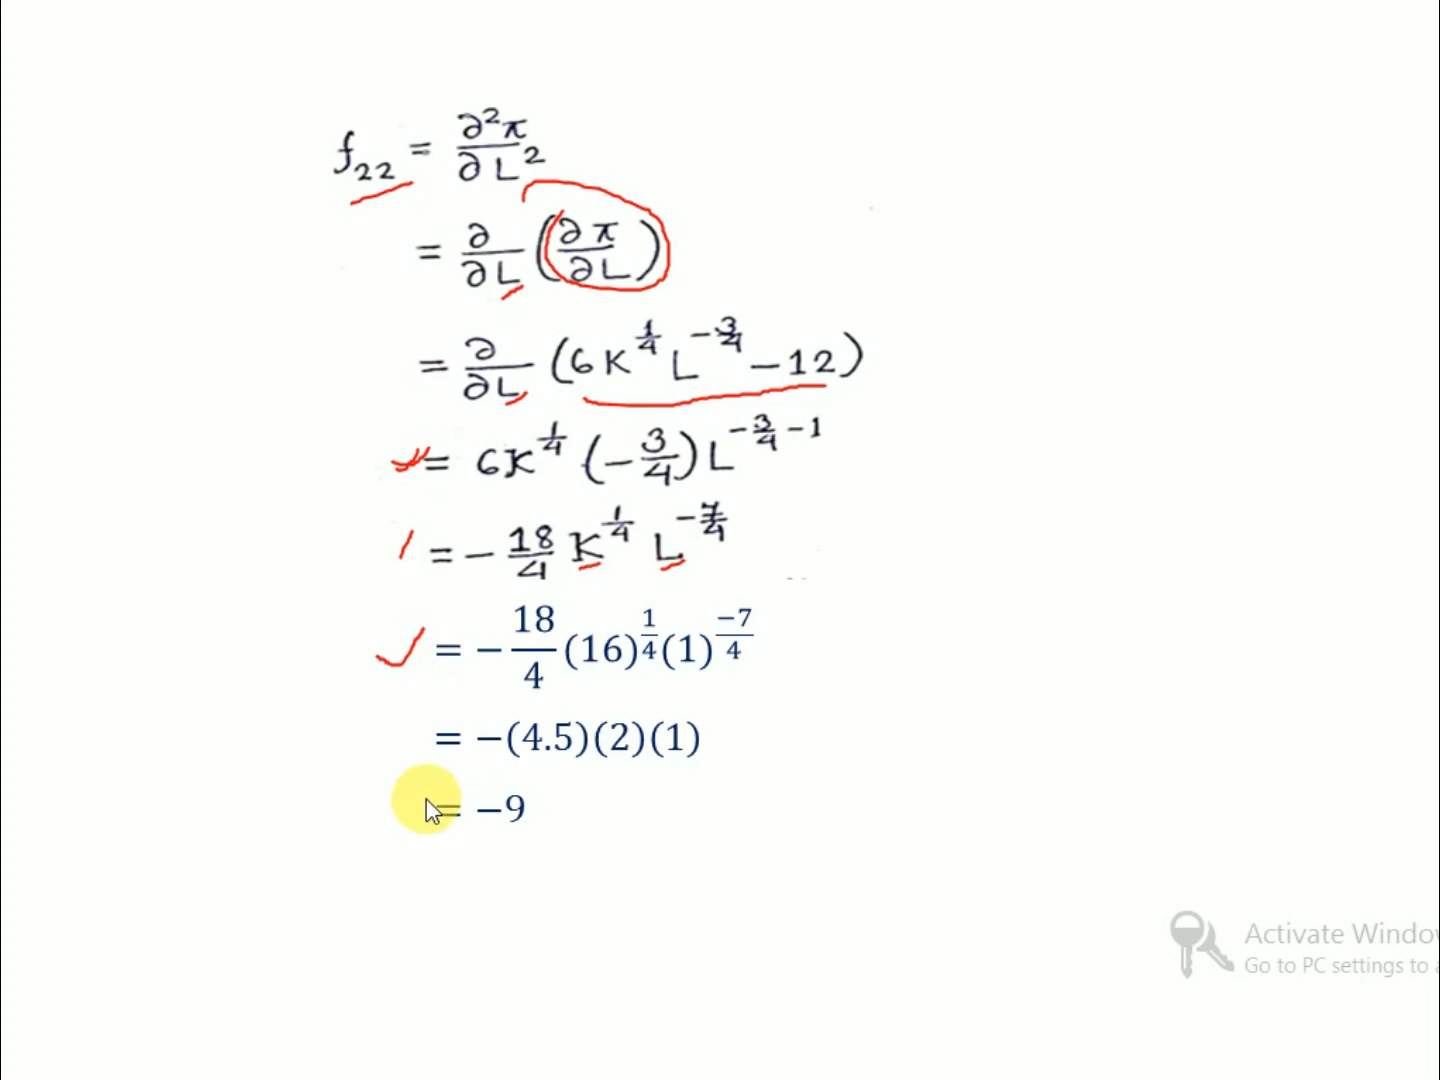 f₂₂ = ∂²π/∂L²
= ∂/∂L (∂π/∂L)
= ∂/∂L (6K^(1/4) L^(-3/4) - 12)
= 6K^(1/4) (-3/4) L^(-3/4 - 1)
= - 18/4 K^(1/4) L^(-7/4)
= - 18/4 (16)^(1/4) (1)^(-7/4)
= -(4.5)(2)(1)
= -9
Activate Windo
Go to PC settings to a